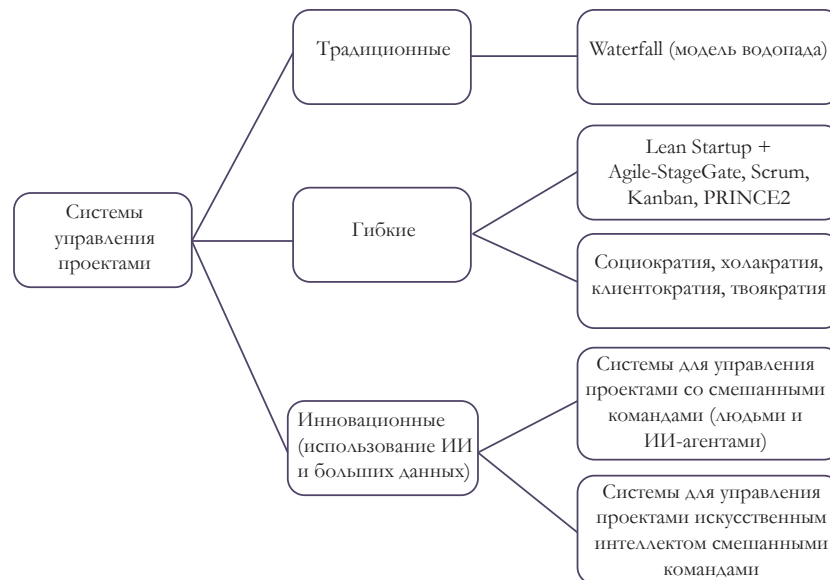 Системы
управления
проектами
Традиционные
Waterfall (модель водопада)
Гибкие
Lean Startup +
Agile-StageGate, Scrum,
Kanban, PRINCE2
Социократия, холакратия,
клиентократия, твоякратия
Инновационные
(использование ИИ
и больших данных)
Системы для управления
проектами со смешанными
командами (людьми и
ИИ-агентами)
Системы для управления
проектами искусственным
интеллектом смешанными
командами